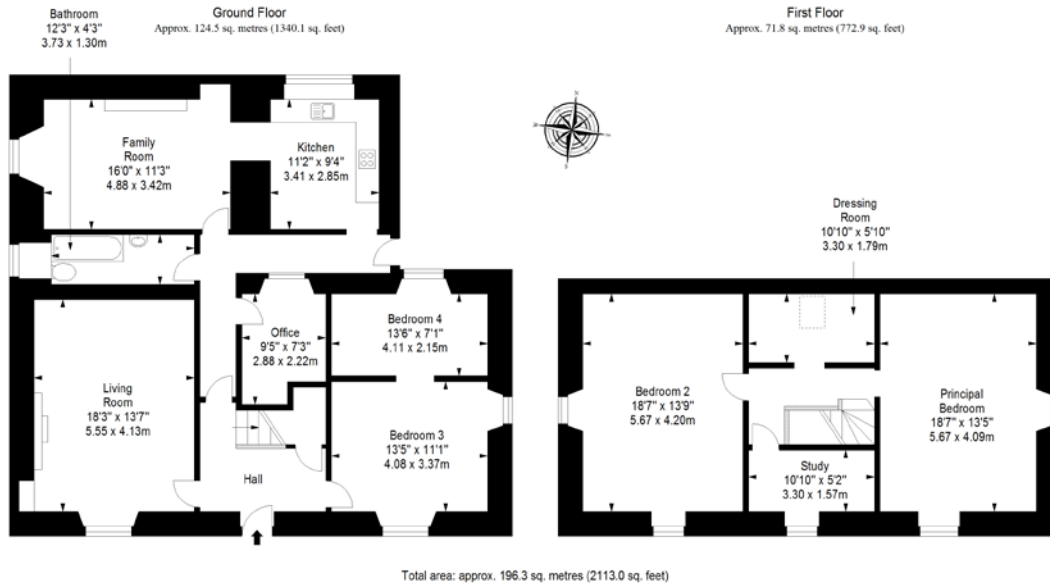 Ground Floor
Approx. 124.5 sq. metres (1340.1 sq. feet)
Bathroom
12'3" x 4'3"
3.73 x 1.30m
Family
Room
16'0" x 11'3"
4.88 x 3.42m
Kitchen
11'2" x 9'4"
3.41 x 2.85m
Living
Room
18'3" x 13'7"
5.55 x 4.13m
Office
9'5" x 7'3"
2.88 x 2.22m
Bedroom 4
13'6" x 7'1"
4.11 x 2.15m
Bedroom 3
13'5" x 11'1"
4.08 x 3.37m
Hall
First Floor
Approx. 71.8 sq. metres (772.9 sq. feet)
Dressing
Room
10'10" x 5'10"
3.30 x 1.79m
Bedroom 2
18'7" x 13'9"
5.67 x 4.20m
Principal
Bedroom
18'7" x 13'5"
5.67 x 4.09m
Study
10'10" x 5'2"
3.30 x 1.57m
Total area: approx. 196.3 sq. metres (2113.0 sq. feet)